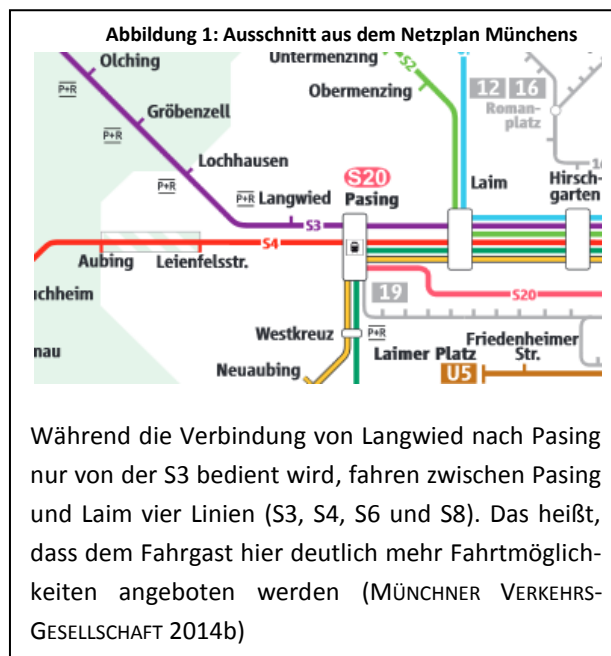 Abbildung 1: Ausschnitt aus dem Netzplan Münchens
Olching
Untermenzing
S2
12 16
P+R
Obermenzing
Roman-
platz
Gröbenzell
P+R
Lochhausen
S20
Laim
Hirsch-
garten
P+R
P+R Langwied
Pasing
S3
S4
Aubing
Leienfelsstr.
uchheim
19
S20
Westkreuz
P+R
Friedenheimer
Str.
nau
Laimer Platz
Neuaubing
U5
Während die Verbindung von Langwied nach Pasing
nur von der S3 bedient wird, fahren zwischen Pasing
und Laim vier Linien (S3, S4, S6 und S8). Das heißt,
dass dem Fahrgast hier deutlich mehr Fahrtmöglich-
keiten angeboten werden (MÜNCHNER VERKEHRS-
GESELLSCHAFT 2014b)